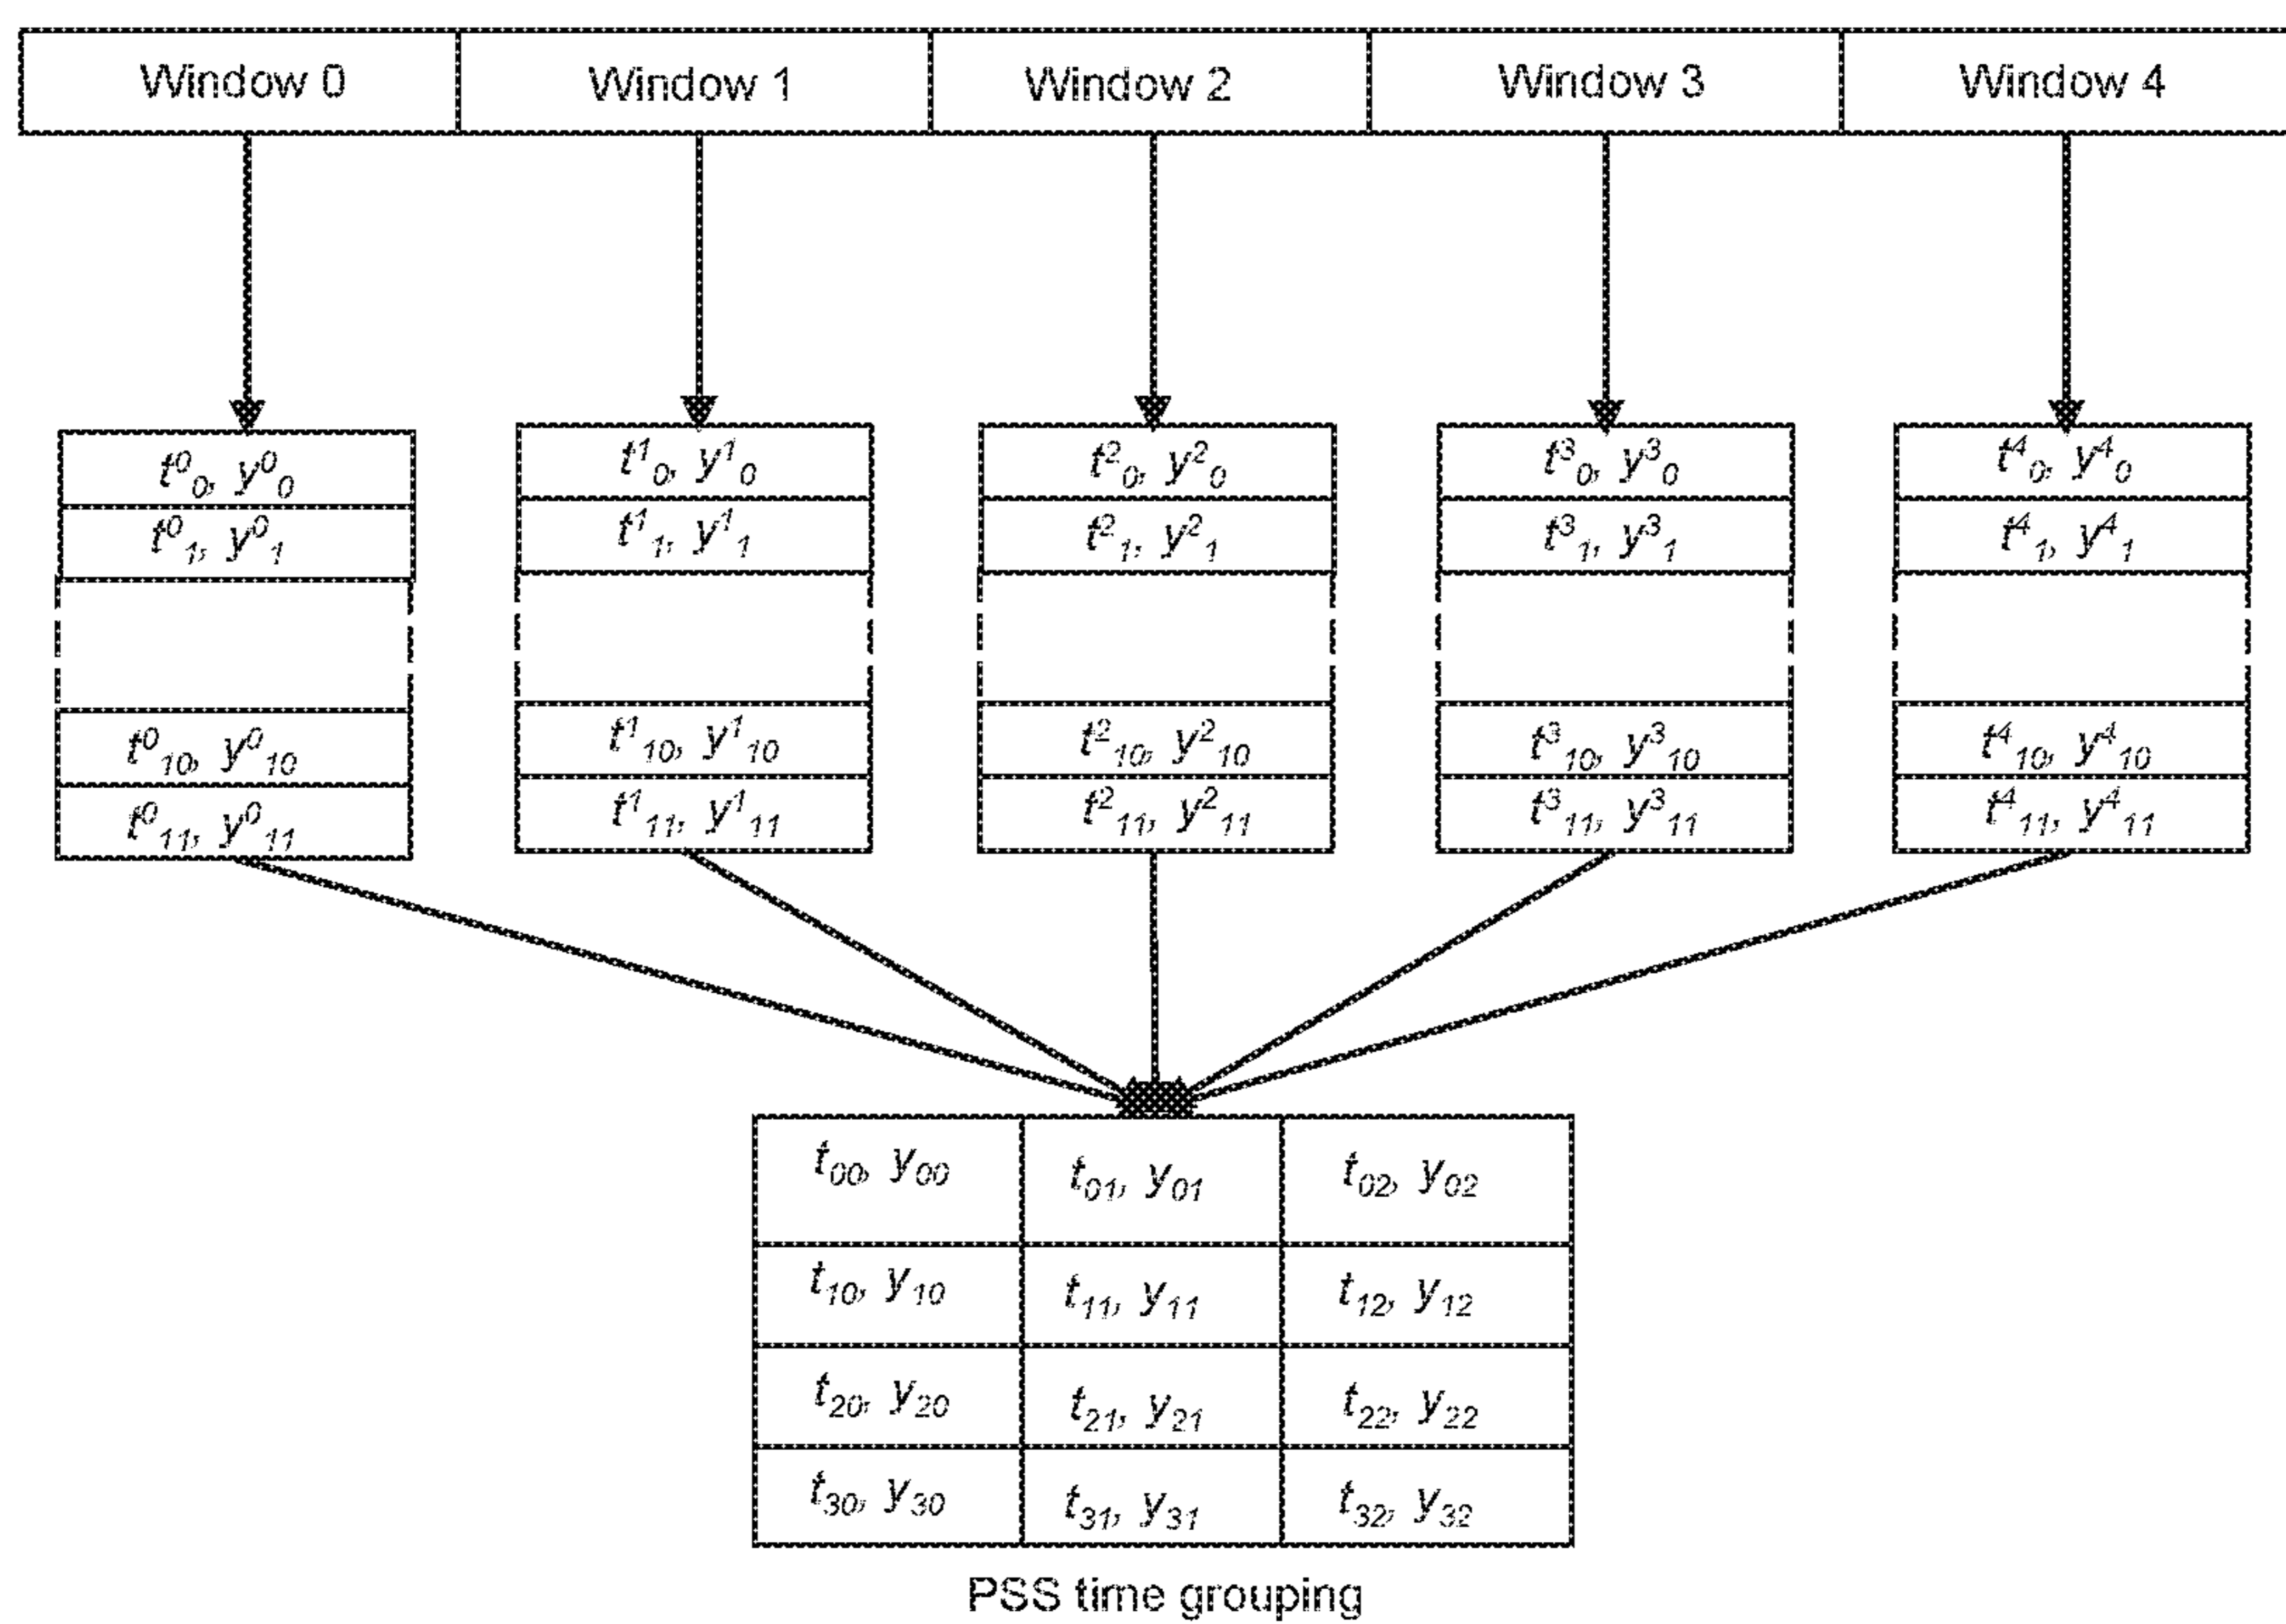 Window 0 Window 1 Window 2 Window 3 Window 4
t⁰₀, y⁰₀ t¹₀, y¹₀ t²₀, y²₀ t³₀, y³₀ t⁴₀, y⁴₀
t⁰₁, y⁰₁ t¹₁, y¹₁ t²₁, y²₁ t³₁, y³₁ t⁴₁, y⁴₁
t⁰₁₀, y⁰₁₀ t¹₁₀, y¹₁₀ t²₁₀, y²₁₀ t³₁₀, y³₁₀ t⁴₁₀, y⁴₁₀
t⁰₁₁, y⁰₁₁ t¹₁₁, y¹₁₁ t²₁₁, y²₁₁ t³₁₁, y³₁₁ t⁴₁₁, y⁴₁₁
t₀₀, y₀₀ t₀₁, y₀₁ t₀₂, y₀₂
t₁₀, y₁₀ t₁₁, y₁₁ t₁₂, y₁₂
t₂₀, y₂₀ t₂₁, y₂₁ t₂₂, y₂₂
t₃₀, y₃₀ t₃₁, y₃₁ t₃₂, y₃₂
PSS time grouping